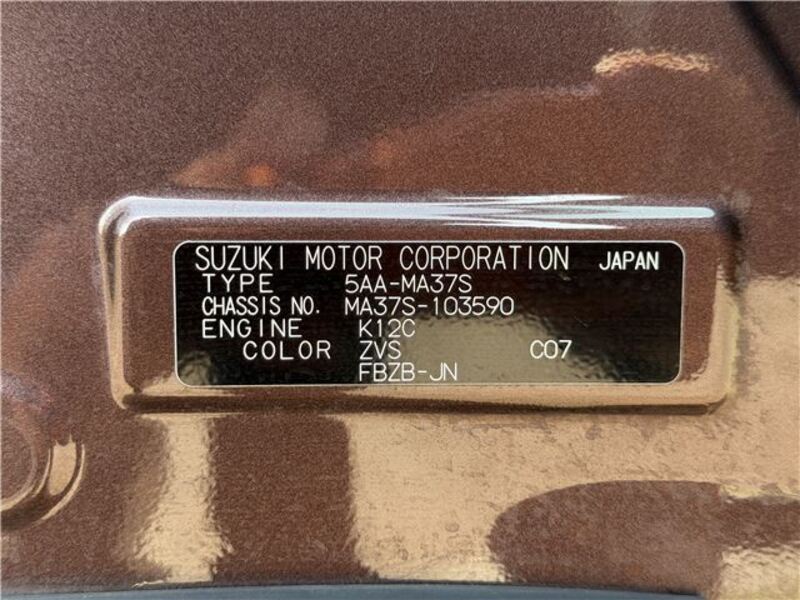 SUZUKI MOTOR CORPORATION JAPAN
TYPE 5AA-MA37S
CHASSIS NO. MA37S-103590
ENGINE K12C
COLOR ZVS C07
FBZB-JN